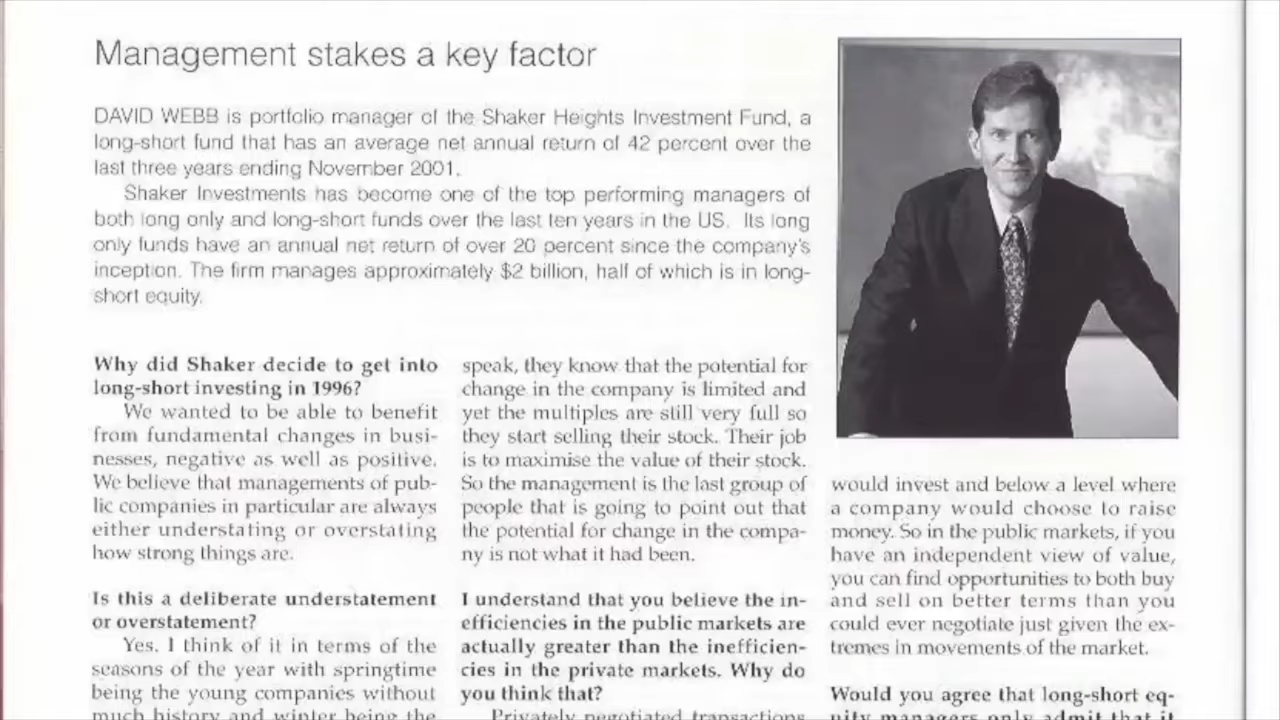 Management stakes a key factor
DAVID WEBB is portfolio manager of the Shaker Heights Investment Fund, a
long-short fund that has an average net annual return of 42 percent over the
last three years ending November 2001.
Shaker Investments has become one of the top performing managers of
both long only and long-short funds over the last ten years in the US. Its long
only funds have an annual net return of over 20 percent since the company's
inception. The firm manages approximately $2 billion, half of which is in long-
short equity.
Why did Shaker decide to get into
long-short investing in 1996?
We wanted to be able to benefit
from fundamental changes in busi-
nesses, negative as well as positive.
We believe that managements of pub-
lic companies in particular are always
either understating or overstating
how strong things are.
Is this a deliberate understatement
or overstatement?
Yes. I think of it in terms of the
seasons of the year with springtime
being the young companies without
much history and winter being the
speak, they know that the potential for
change in the company is limited and
yet the multiples are still very full so
they start selling their stock. Their job
is to maximise the value of their stock.
So the management is the last group of
people that is going to point out that
the potential for change in the compa-
ny is not what it had been.
I understand that you believe the in-
efficiencies in the public markets are
actually greater than the inefficien-
cies in the private markets. Why do
you think that?
Privately negotiated transactions
would invest and below a level where
a company would choose to raise
money. So in the public markets, if you
have an independent view of value,
you can find opportunities to both buy
and sell on better terms than you
could ever negotiate just given the ex-
tremes in movements of the market.
Would you agree that long-short eq-
uity managers only admit that it